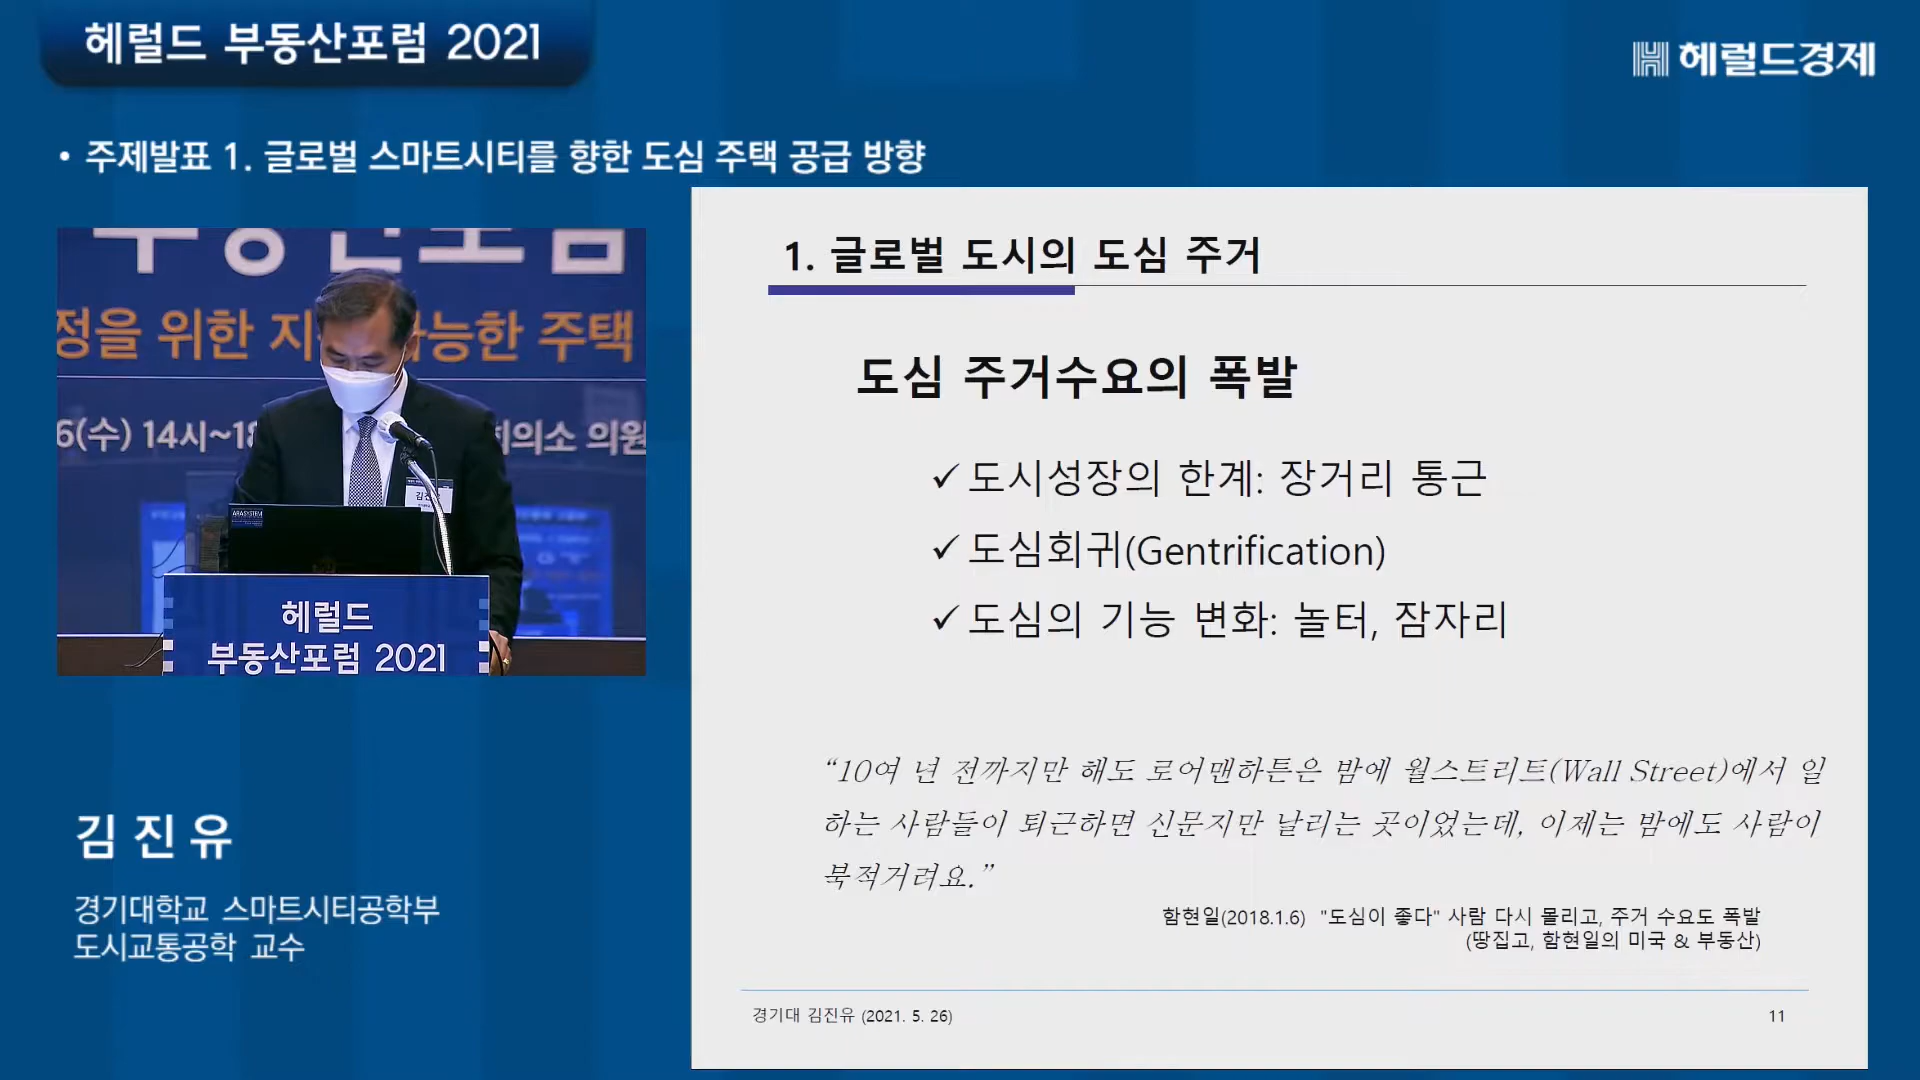 헤럴드 부동산포럼 2021
헤럴드경제
• 주제발표 1. 글로벌 스마트시티를 향한 도심 주택 공급 방향
정을 위한 지 능한 주택
6(수) 14시~18
의소 의원
ARASYSTEM
헤럴드
부동산포럼 2021
김 진 유
경기대학교 스마트시티공학부
도시교통공학 교수
1. 글로벌 도시의 도심 주거
도심 주거수요의 폭발
✓ 도시성장의 한계: 장거리 통근
✓ 도심회귀(Gentrification)
✓ 도심의 기능 변화: 놀터, 잠자리
“10여 년 전까지만 해도 로어맨하튼은 밤에 월스트리트(Wall Street)에서 일
하는 사람들이 퇴근하면 신문지만 날리는 곳이었는데, 이제는 밤에도 사람이
북적거려요.”
함현일(2018.1.6) "도심이 좋다" 사람 다시 몰리고, 주거 수요도 폭발
(땅집고, 함현일의 미국 & 부동산)
경기대 김진유 (2021. 5. 26)
11